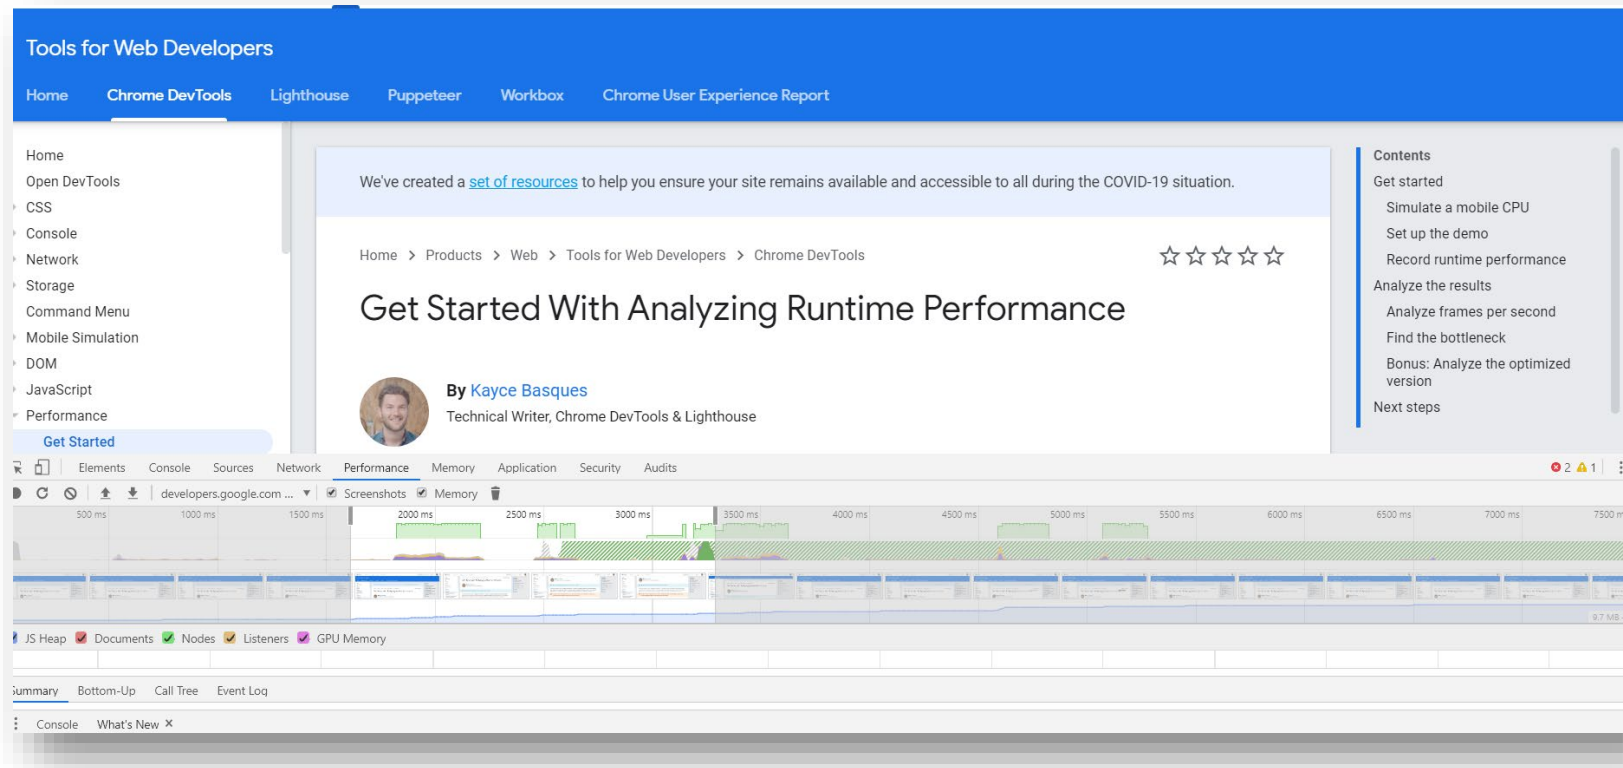 Tools for Web Developers
Home Chrome DevTools Lighthouse Puppeteer Workbox Chrome User Experience Report
Home
Open DevTools
CSS
Console
Network
Storage
Command Menu
Mobile Simulation
DOM
JavaScript
Performance
Get Started
We've created a set of resources to help you ensure your site remains available and accessible to all during the COVID-19 situation.
Home > Products > Web > Tools for Web Developers > Chrome DevTools
Get Started With Analyzing Runtime Performance
By Kayce Basques
Technical Writer, Chrome DevTools & Lighthouse
Contents
Get started
Simulate a mobile CPU
Set up the demo
Record runtime performance
Analyze the results
Analyze frames per second
Find the bottleneck
Bonus: Analyze the optimized
version
Next steps
Elements Console Sources Network Performance Memory Application Security Audits 2 1
developers.google.com ... Screenshots Memory
500 ms 1000 ms 1500 ms 2000 ms 2500 ms 3000 ms 3500 ms 4000 ms 4500 ms 5000 ms 5500 ms 6000 ms 6500 ms 7000 ms 7500 m
9.7 MB
JS Heap Documents Nodes Listeners GPU Memory
Summary Bottom-Up Call Tree Event Log
Console What's New ×